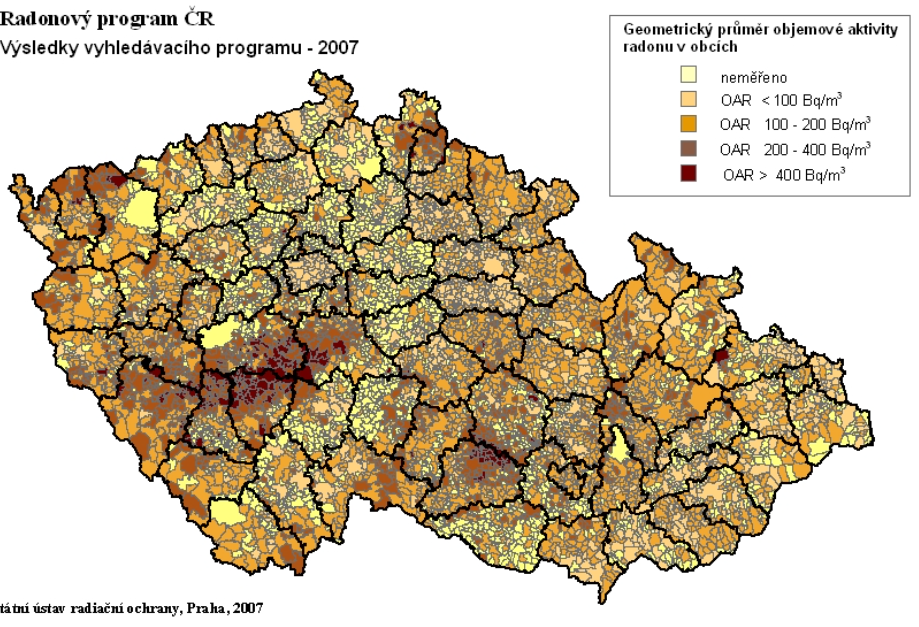 Radonový program ČR
Výsledky vyhledávacího programu - 2007
Geometrický průměr objemové aktivity
radonu v obcích
neměřeno
OAR < 100 Bq/m³
OAR 100 - 200 Bq/m³
OAR 200 - 400 Bq/m³
OAR > 400 Bq/m³
tátní ústav radiační ochrany, Praha, 2007